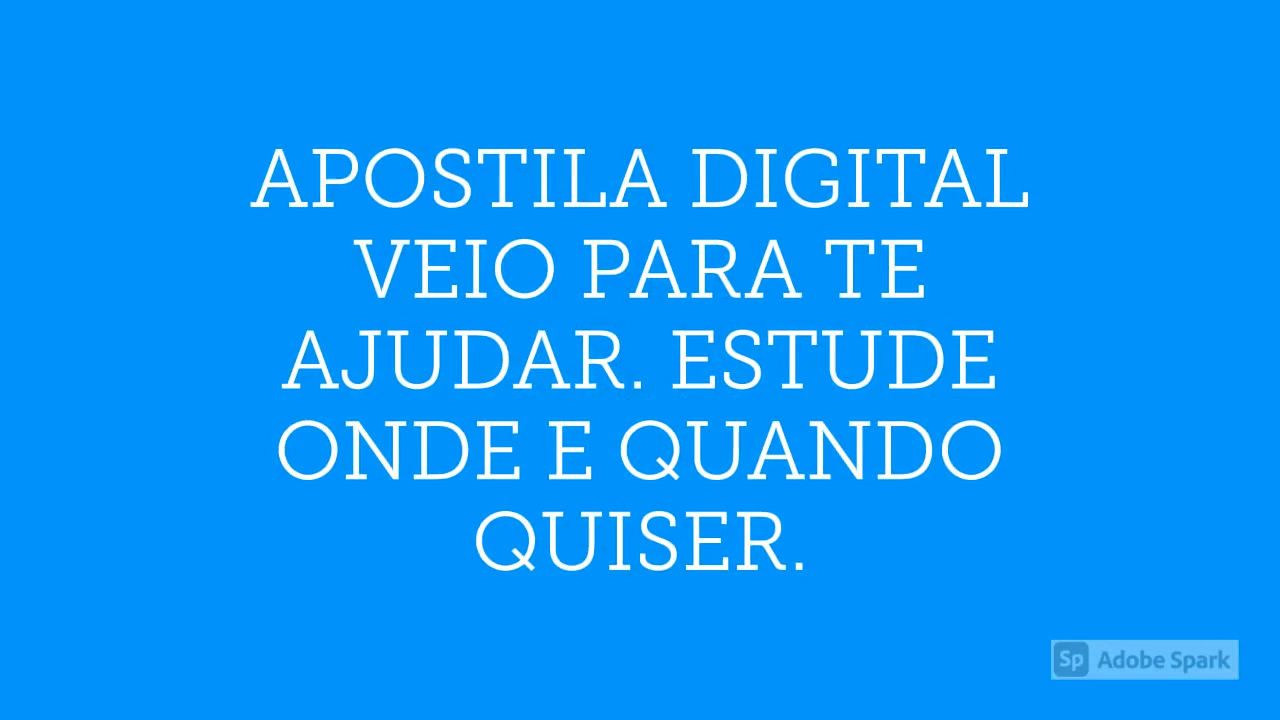 APOSTILA DIGITAL
VEIO PARA TE
AJUDAR. ESTUDE
ONDE E QUANDO
QUISER.
Sp Adobe Spark